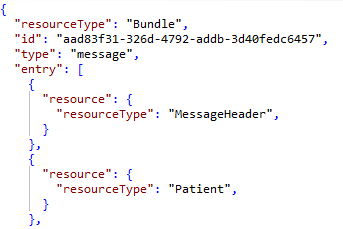 {
  "resourceType": "Bundle",
  "id": "aad83f31-326d-4792-addb-3d40fedc6457",
  "type": "message",
  "entry": [
    {
      "resource": {
        "resourceType": "MessageHeader",
      }
    },
    {
      "resource": {
        "resourceType": "Patient",
      }
    },